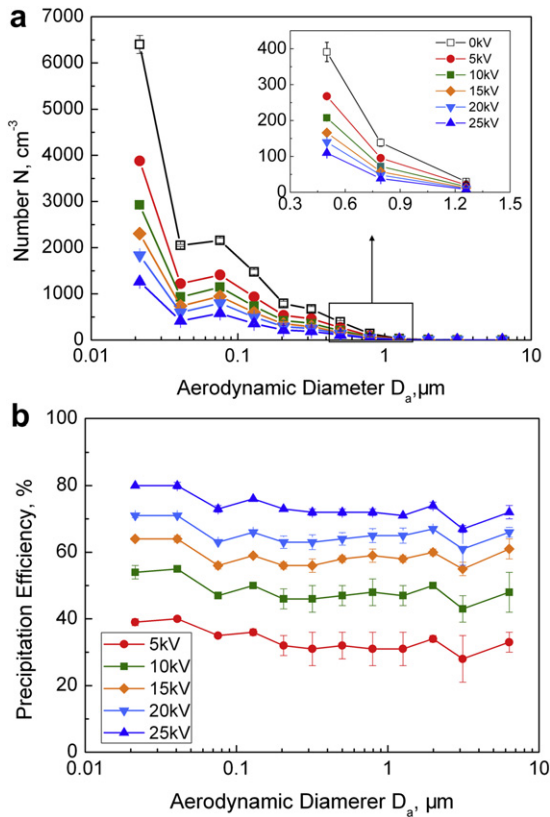 a
7000
6000
5000
4000
3000
2000
1000
0
Number N, cm-3
400
300
200
100
0
0.3 0.6 0.9 1.2 1.5
0kV
5kV
10kV
15kV
20kV
25kV
0.01 0.1 1 10
Aerodynamic Diameter Da,µm
b
100
80
60
40
20
0
Precipitation Efficiency, %
5kV
10kV
15kV
20kV
25kV
0.01 0.1 1 10
Aerodynamic Diamerer Da, µm